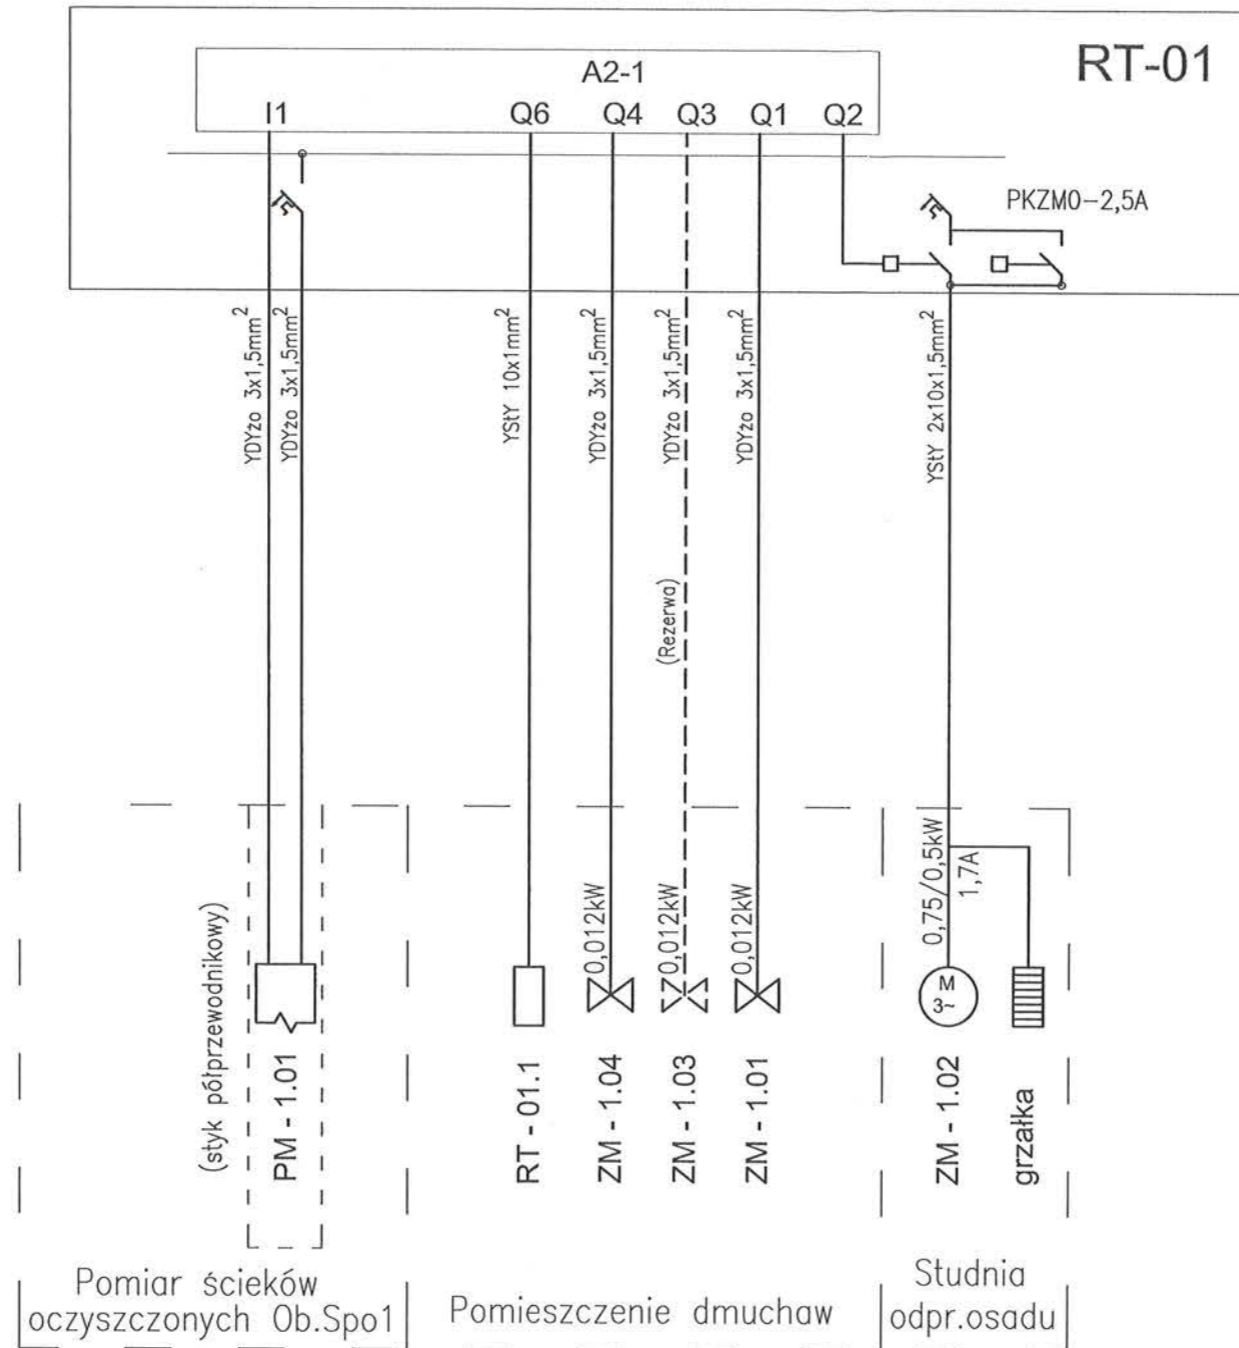 RT-01
A2-1
I1 Q6 Q4 Q3 Q1 Q2
PKZM0-2,5A
YDYżo 3x1,5mm²
YDYżo 3x1,5mm²
YStY 10x1mm²
YDYżo 3x1,5mm²
YDYżo 3x1,5mm²
YDYżo 3x1,5mm²
YStY 2x10x1,5mm²
(Rezerwa)
0,012kW
0,012kW
0,012kW
0,75/0,5kW
1,7A
M
3~
(styk półprzewodnikowy)
PM - 1.01
RT - 01.1
ZM - 1.04
ZM - 1.03
ZM - 1.01
ZM - 1.02
grzałka
Pomiar ścieków
oczyszczonych Ob.Spo1
Pomieszczenie dmuchaw
Studnia
odpr.osadu